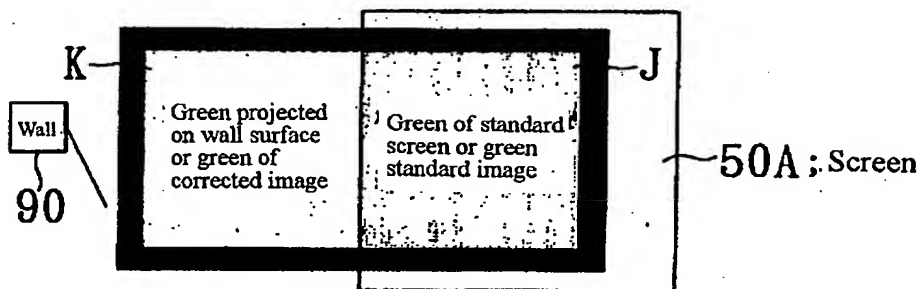 K
J
Wall
90
Green projected
on wall surface
or green of
corrected image
Green of standard
screen or green
standard image
50A; Screen